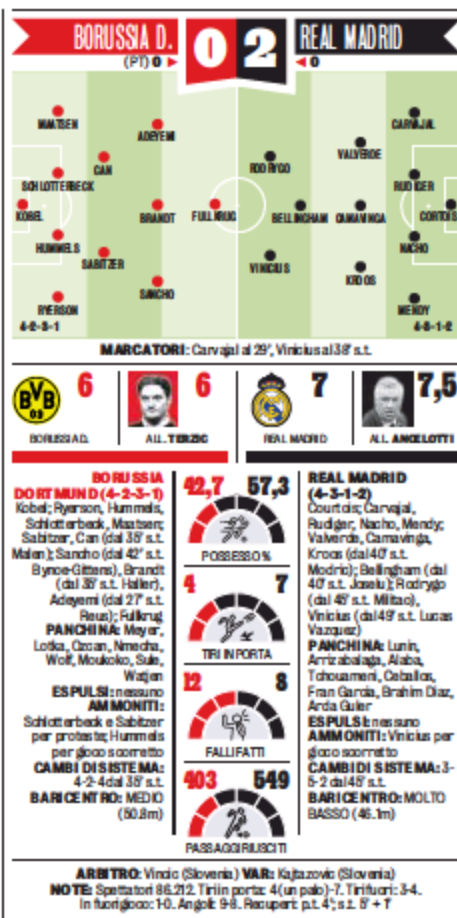 BORUSSIA D. 0 2 REAL MADRID
(PT) 0 0
MAATSEN
ADEYEMI
CAN
SCHLOTTERBECK
KOBEL
BRANDT
FULLKRUG
HUMMELS
SABITZER
SANCHO
RYERSON
4-2-3-1
CARVAJAL
VALVERDE
RODRYGO
RUDIGER
BELLINGHAM
CAMAVINGA
CORTOIS
NACHO
VINICIUS
KROOS
MENDY
4-3-1-2
MARCATORI: Carvajal al 29', Vinicius al 38' s.t.
BVB
09
6
6
7
7,5
BORUSSIA D.
ALL. TERZIC
REAL MADRID
ALL. ANCELOTTI
BORUSSIA
DORTMUND (4-2-3-1)
Kobel; Ryerson, Hummels,
Schlotterbeck, Maatsen;
Sabitzer, Can (dal 35' s.t.
Malen); Sancho (dal 42' s.t.
Bynoe-Gittens), Brandt
(dal 35' s.t. Haller),
Adeyemi (dal 27' s.t.
Reus); Fullkrug
PANCHINA: Meyer,
Lotka, Ozcan, Nmecha,
Wolf, Moukoko, Sule,
Watjen
ESPULSI: nessuno
AMMONITI:
Schlotterbeck e Sabitzer
per proteste; Hummels
per gioco scorretto
CAMBI DI SISTEMA:
4-2-4 dal 35' s.t.
BARICENTRO: MEDIO
(50.8m)
42,7 57,3
POSSESSO %
4 7
TIRI IN PORTA
12 8
FALLI FATTI
403 549
PASSAGGI RIUSCITI
REAL MADRID
(4-3-1-2)
Courtois; Carvajal,
Rudiger, Nacho, Mendy;
Valverde, Camavinga,
Kroos (dal 40' s.t.
Modric); Bellingham (dal
40' s.t. Joselu); Rodrygo
(dal 45' s.t. Militao),
Vinicius (dal 49' s.t. Lucas
Vazquez)
PANCHINA: Lunin,
Arrizabalaga, Alaba,
Tchouameni, Ceballos,
Fran Garcia, Brahim Diaz,
Arda Guler
ESPULSI: nessuno
AMMONITI: Vinicius per
gioco scorretto
CAMBI DI SISTEMA: 3-
5-2 dal 45' s.t.
BARICENTRO: MOLTO
BASSO (46.1m)
ARBITRO: Vincic (Slovenia) VAR: Kajtazovic (Slovenia)
NOTE: Spettatori 86.212. Tiri in porta: 4 (un palo)-7. Tiri fuori: 3-4.
In fuorigioco: 1-0. Angoli: 9-8. Recuperi: p.t. 4'; s.t. 5' + 1'